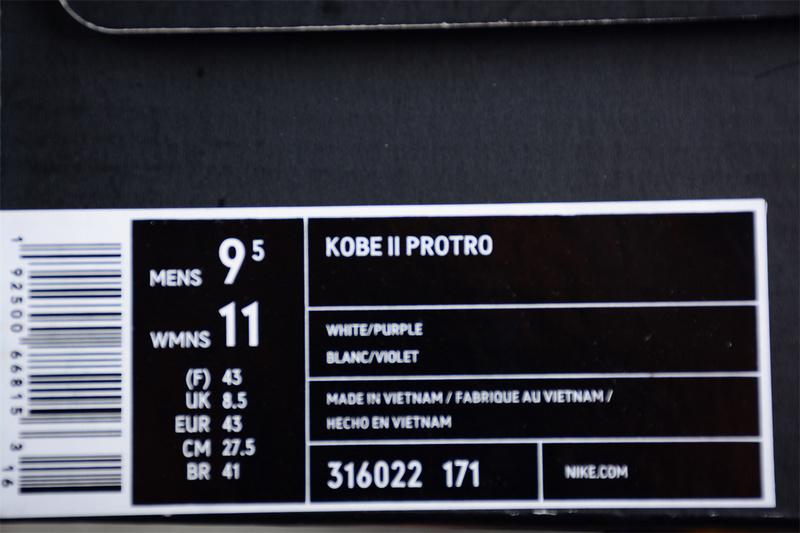 1 92500 66815 3 16
MENS 9 5
WMNS 11
(F) 43
UK 8.5
EUR 43
CM 27.5
BR 41
KOBE II PROTRO
WHITE/PURPLE
BLANC/VIOLET
MADE IN VIETNAM / FABRIQUE AU VIETNAM /
HECHO EN VIETNAM
316022 171
NIKE.COM